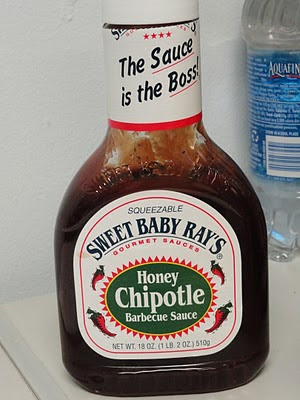 ★★★★
The Sauce
is the Boss!
SQUEEZABLE
SWEET BABY RAY'S®
GOURMET SAUCES
Honey
Chipotle
Barbecue Sauce
NET WT. 18 OZ. (1 LB. 2 OZ.) 510g
AQUAFINA